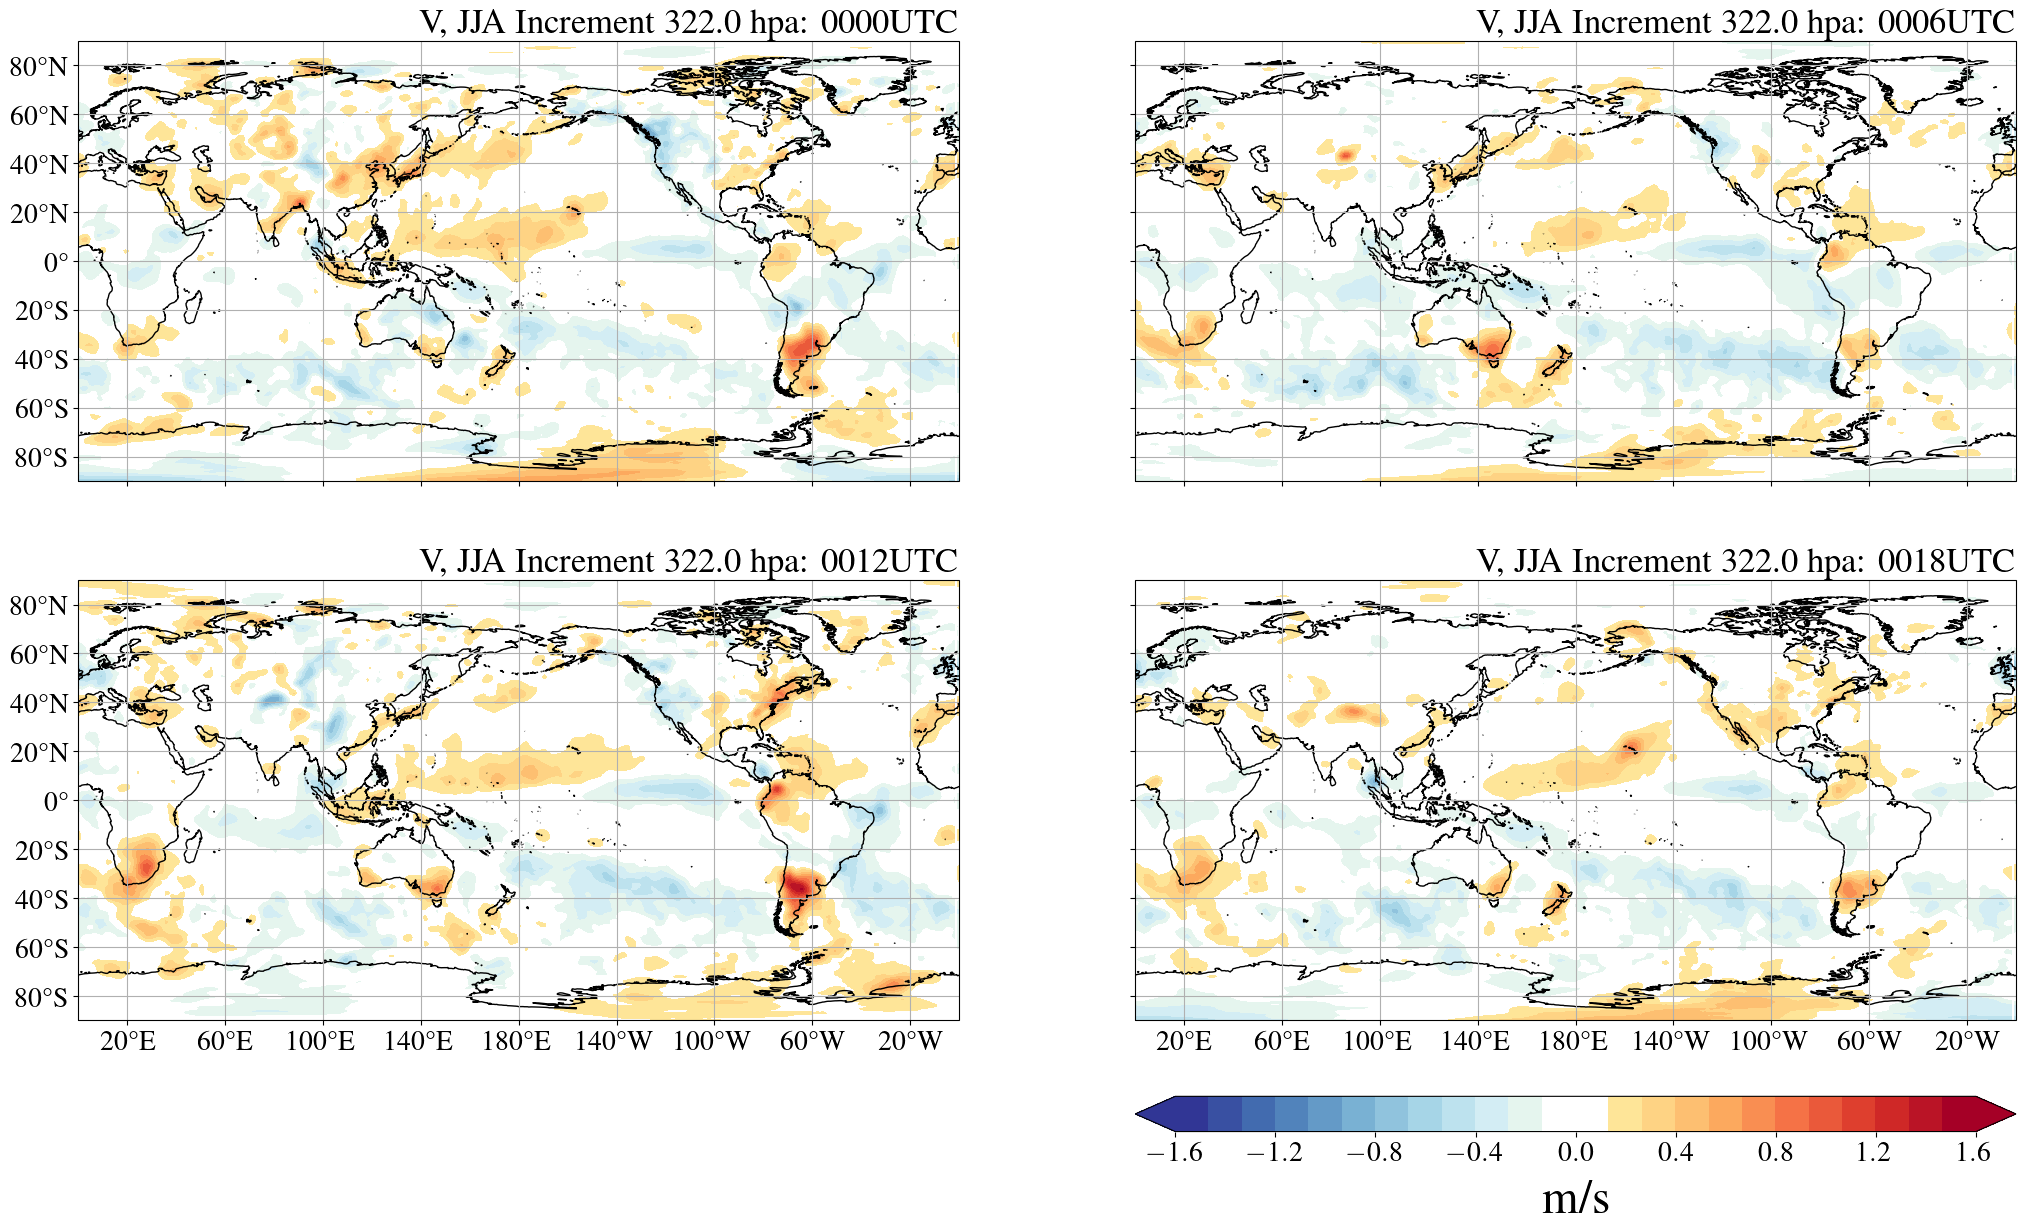 V, JJA Increment 322.0 hpa: 0000UTC
V, JJA Increment 322.0 hpa: 0006UTC
80°N
60°N
40°N
20°N
0°
20°S
40°S
60°S
80°S
V, JJA Increment 322.0 hpa: 0012UTC
V, JJA Increment 322.0 hpa: 0018UTC
80°N
60°N
40°N
20°N
0°
20°S
40°S
60°S
80°S
20°E 60°E 100°E 140°E 180°E 140°W 100°W 60°W 20°W
20°E 60°E 100°E 140°E 180°E 140°W 100°W 60°W 20°W
−1.6 −1.2 −0.8 −0.4 0.0 0.4 0.8 1.2 1.6
m/s